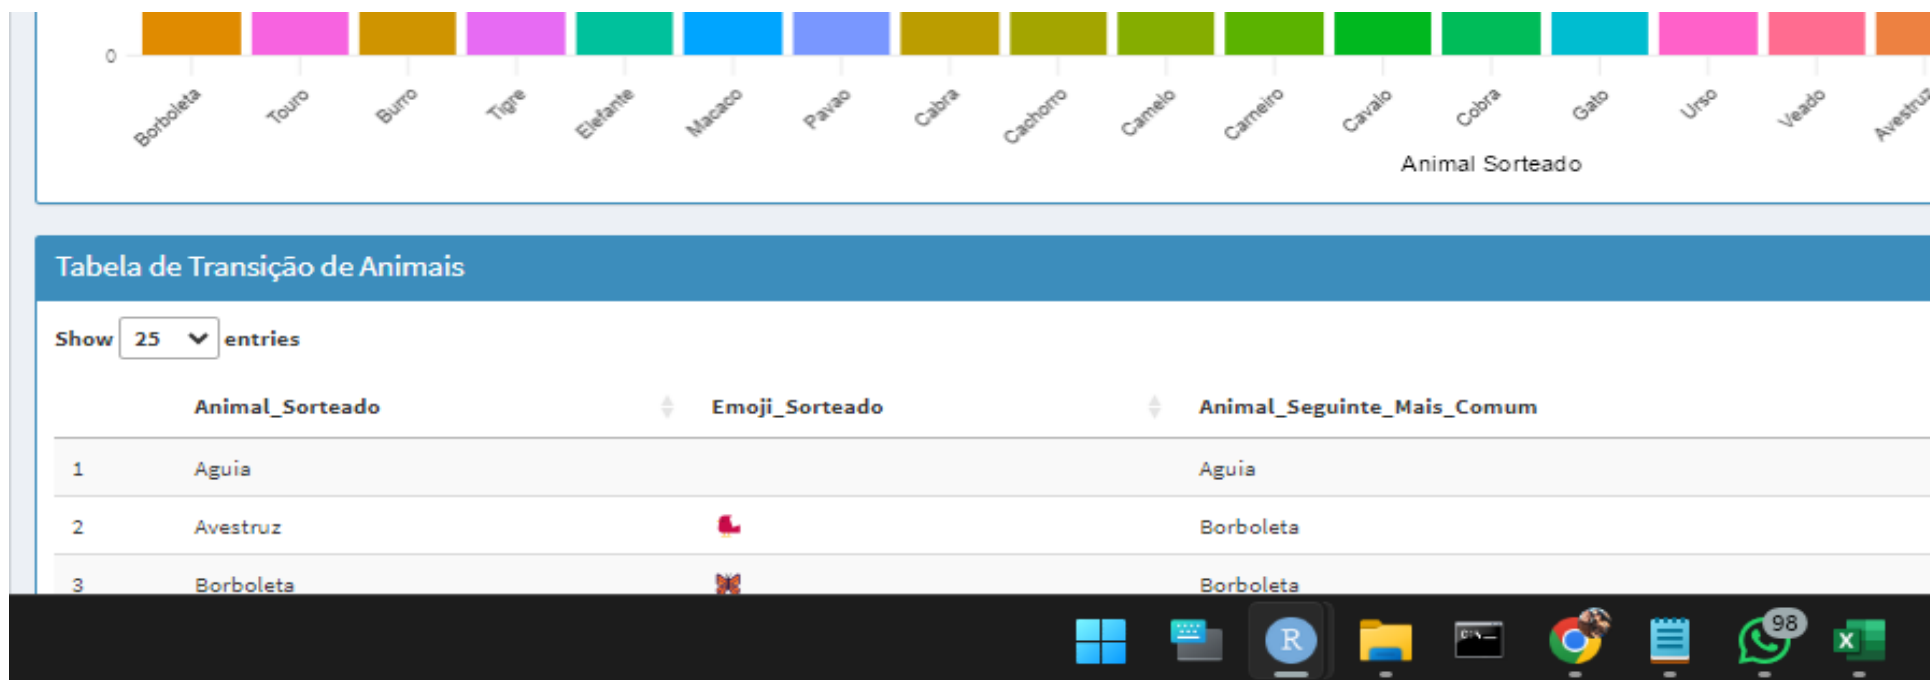 0
Borboleta Touro Burro Tigre Elefante Macaco Pavao Cabra Cachorro Camelo Carneiro Cavalo Cobra Gato Urso Veado Avestruz
Animal Sorteado
Tabela de Transição de Animais
Show 25 entries
Animal_Sorteado Emoji_Sorteado Animal_Seguinte_Mais_Comum
1 Aguia Aguia
2 Avestruz Borboleta
3 Borboleta Borboleta
R 98 X